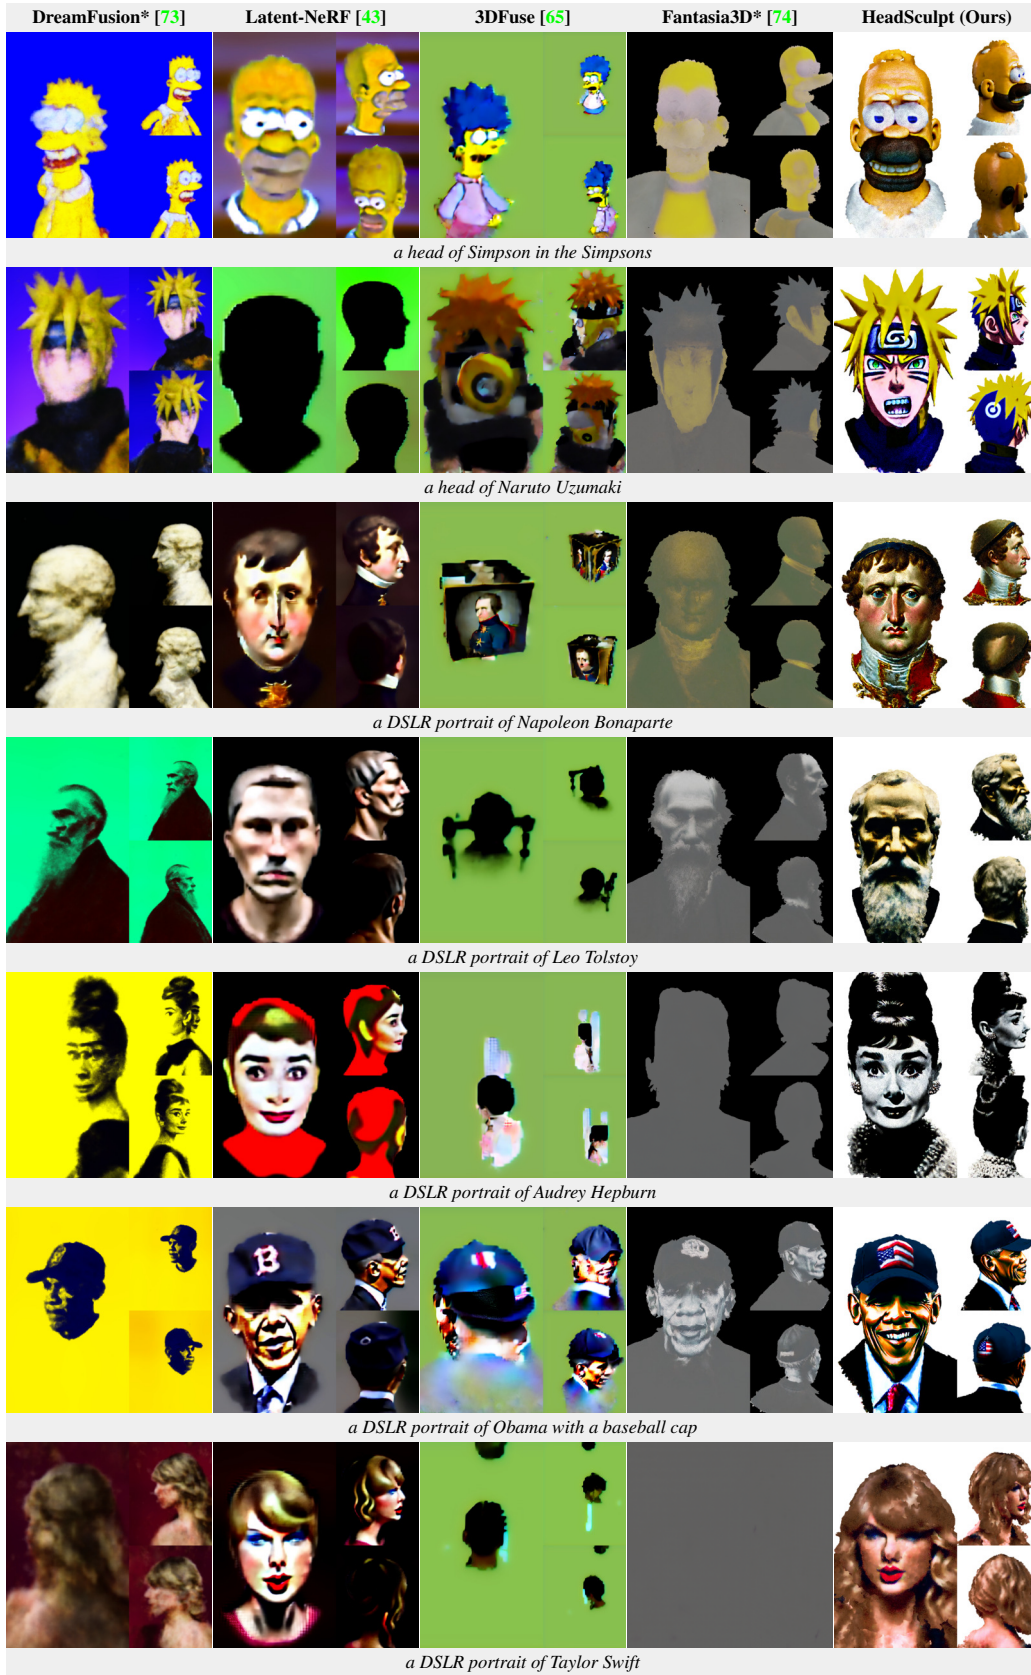 DreamFusion* [73] Latent-NeRF [43] 3DFuse [65] Fantasia3D* [74] HeadSculpt (Ours)
a head of Simpson in the Simpsons
a head of Naruto Uzumaki
a DSLR portrait of Napoleon Bonaparte
a DSLR portrait of Leo Tolstoy
a DSLR portrait of Audrey Hepburn
B B
a DSLR portrait of Obama with a baseball cap
a DSLR portrait of Taylor Swift